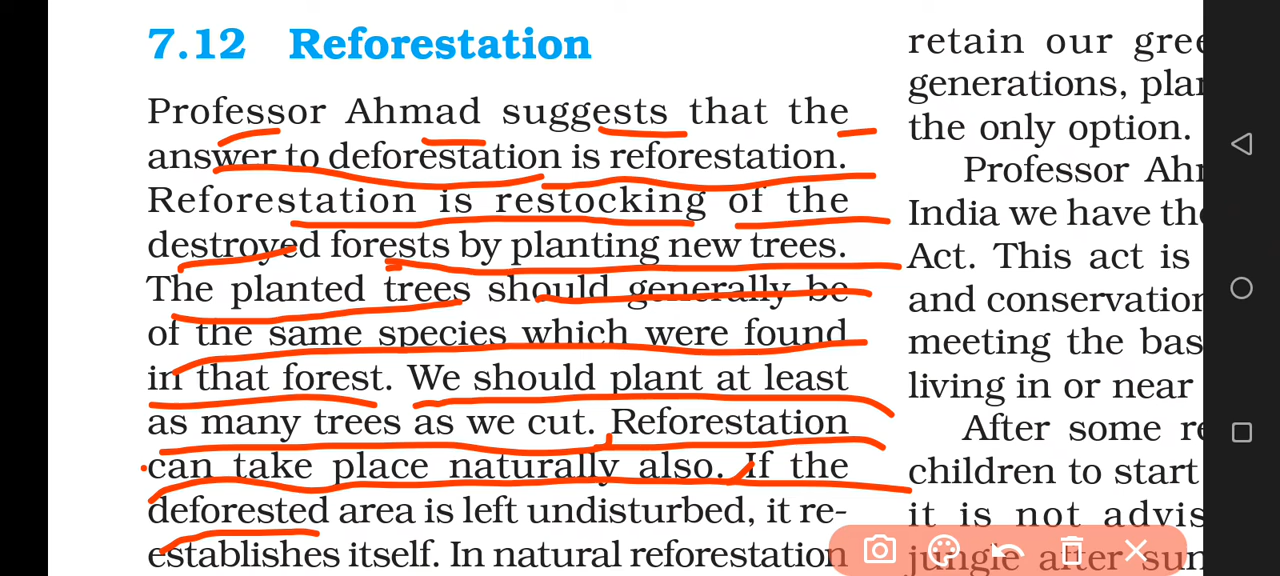 7.12 Reforestation
Professor Ahmad suggests that the
answer to deforestation is reforestation.
Reforestation is restocking of the
destroyed forests by planting new trees.
The planted trees should generally be
of the same species which were found
in that forest. We should plant at least
as many trees as we cut. Reforestation
can take place naturally also. If the
deforested area is left undisturbed, it re-
establishes itself. In natural reforestation
retain our gree
generations, plan
the only option.
Professor Ah
India we have th
Act. This act is
and conservation
meeting the bas
living in or near
After some re
children to start
it is not advis
jungle after sun